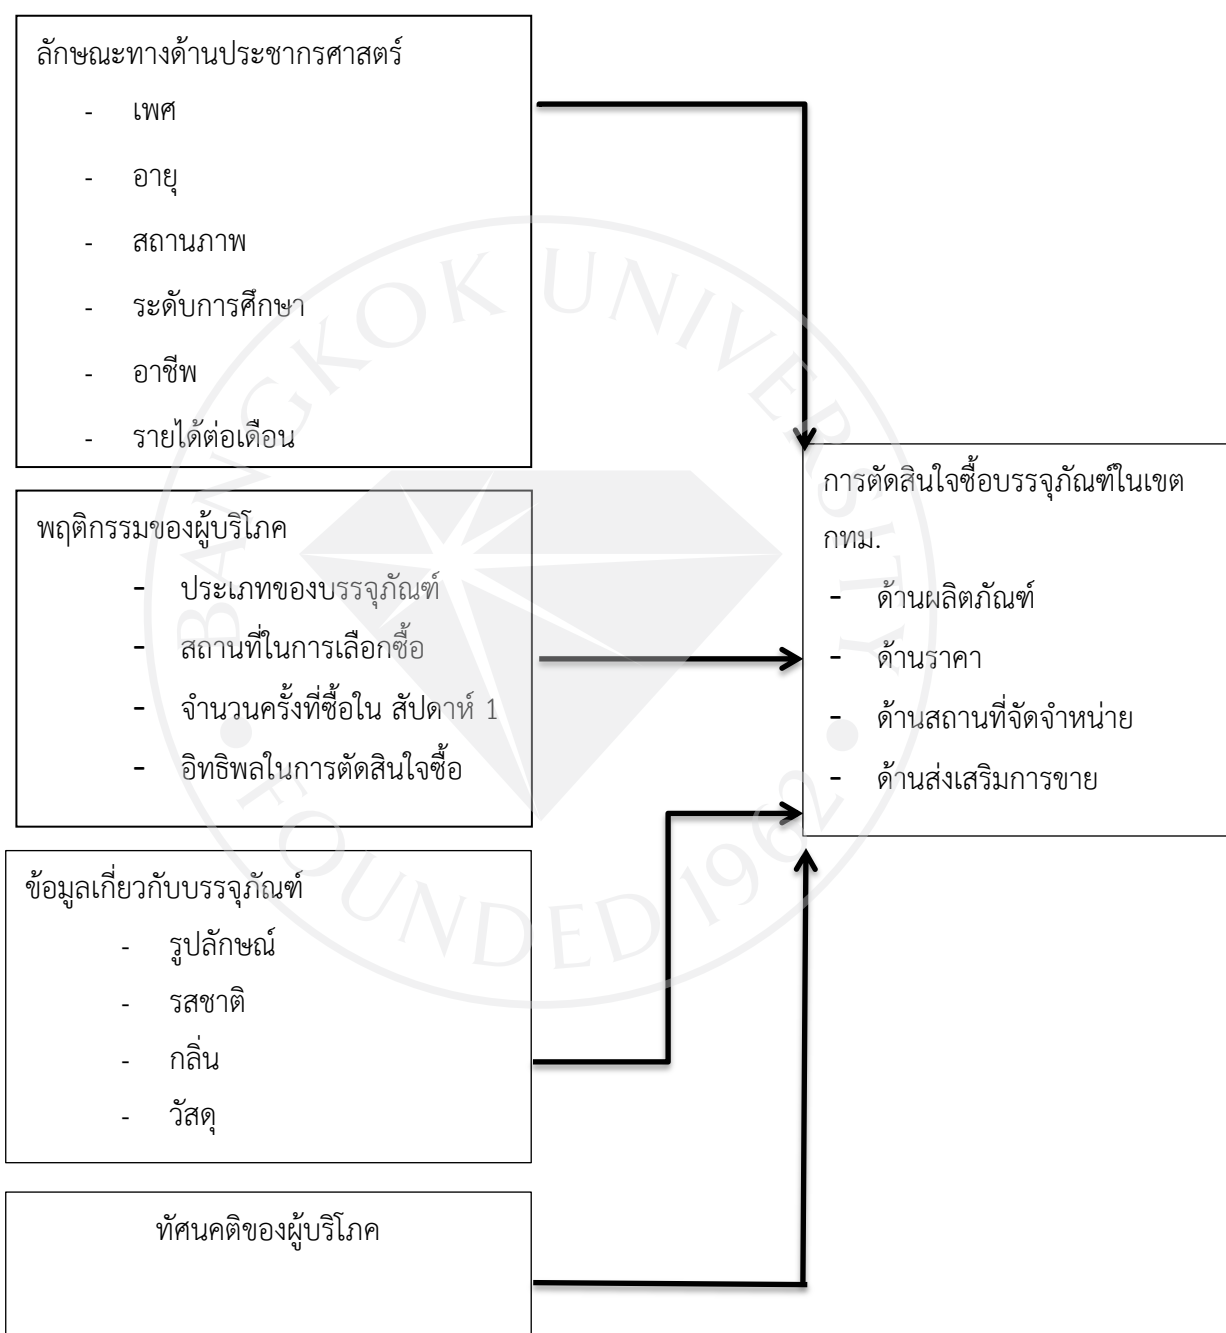 ลักษณะทางด้านประชากรศาสตร์
- เพศ
- อายุ
- สถานภาพ
- ระดับการศึกษา
- อาชีพ
- รายได้ต่อเดือน
พฤติกรรมของผู้บริโภค
- ประเภทของบรรจุภัณฑ์
- สถานที่ในการเลือกซื้อ
- จำนวนครั้งที่ซื้อใน สัปดาห์ 1
- อิทธิพลในการตัดสินใจซื้อ
ข้อมูลเกี่ยวกับบรรจุภัณฑ์
- รูปลักษณ์
- รสชาติ
- กลิ่น
- วัสดุ
ทัศนคติของผู้บริโภค
การตัดสินใจซื้อบรรจุภัณฑ์ในเขต
กทม.
- ด้านผลิตภัณฑ์
- ด้านราคา
- ด้านสถานที่จัดจำหน่าย
- ด้านส่งเสริมการขาย
BANGKOK UNIVERSITY
FOUNDED 1962